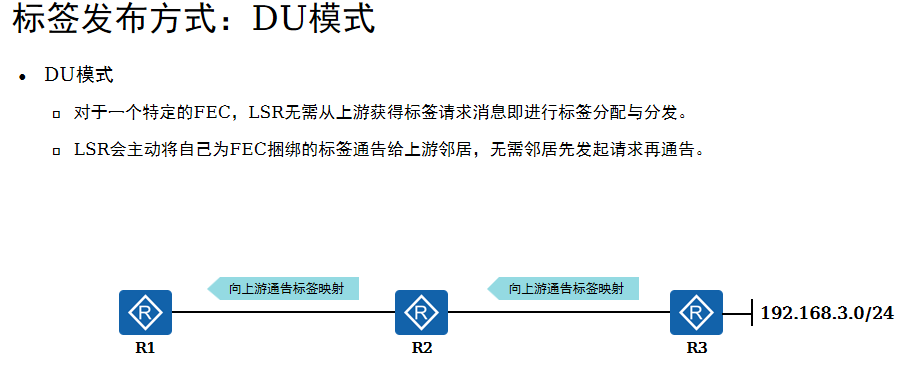 标签发布方式：DU模式
• DU模式
▫ 对于一个特定的FEC，LSR无需从上游获得标签请求消息即进行标签分配与分发。
▫ LSR会主动将自己为FEC捆绑的标签通告给上游邻居，无需邻居先发起请求再通告。
向上游通告标签映射 向上游通告标签映射
R R R 192.168.3.0/24
R1 R2 R3